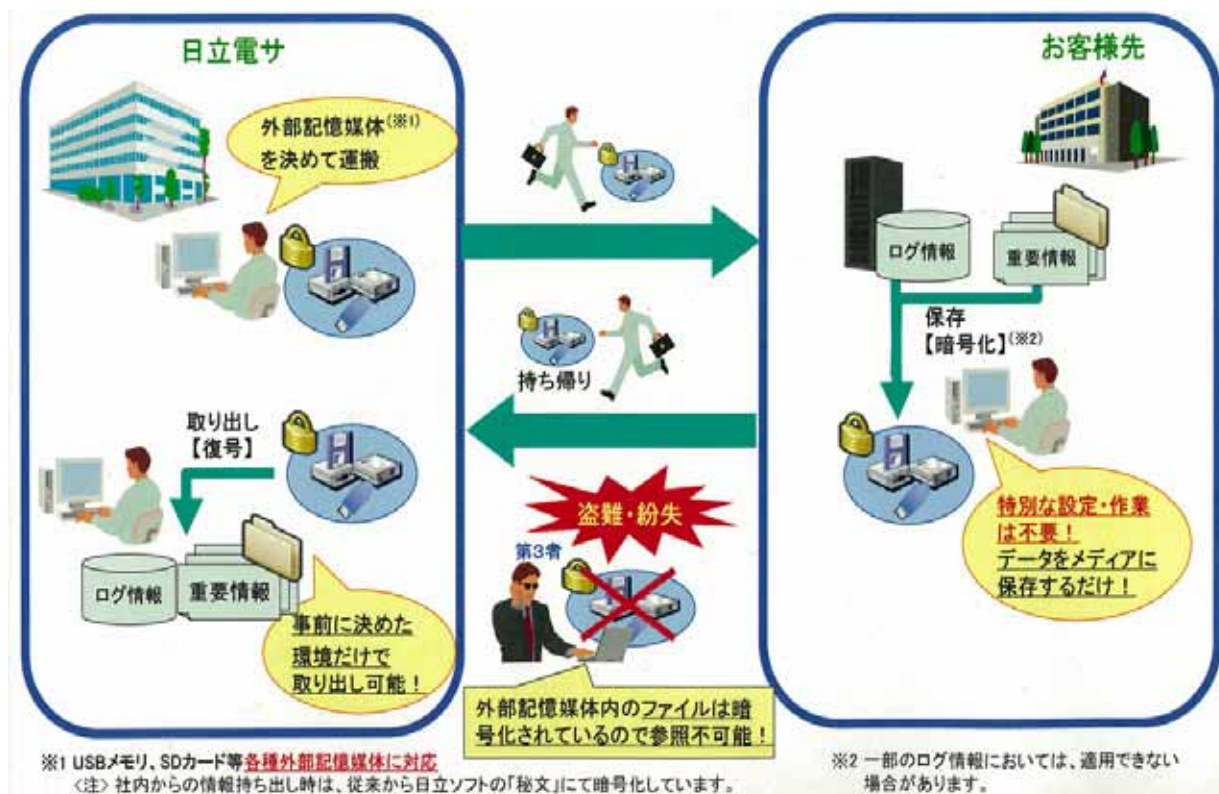 日立電サ
外部記憶媒体(※1)
を決めて運搬
お客様先
ログ情報
重要情報
保存
【暗号化】(※2)
特別な設定・作業
は不要！
データをメディアに
保存するだけ！
持ち帰り
取り出し
【復号】
ログ情報
重要情報
事前に決めた
環境だけで
取り出し可能！
盗難・紛失
第3者
外部記憶媒体内のファイルは暗
号化されているので参照不可能！
※1 USBメモリ、SDカード等各種外部記憶媒体に対応
〈注〉社内からの情報持ち出し時は、従来から日立ソフトの「秘文」にて暗号化しています。
※2 一部のログ情報においては、適用できない
場合があります。